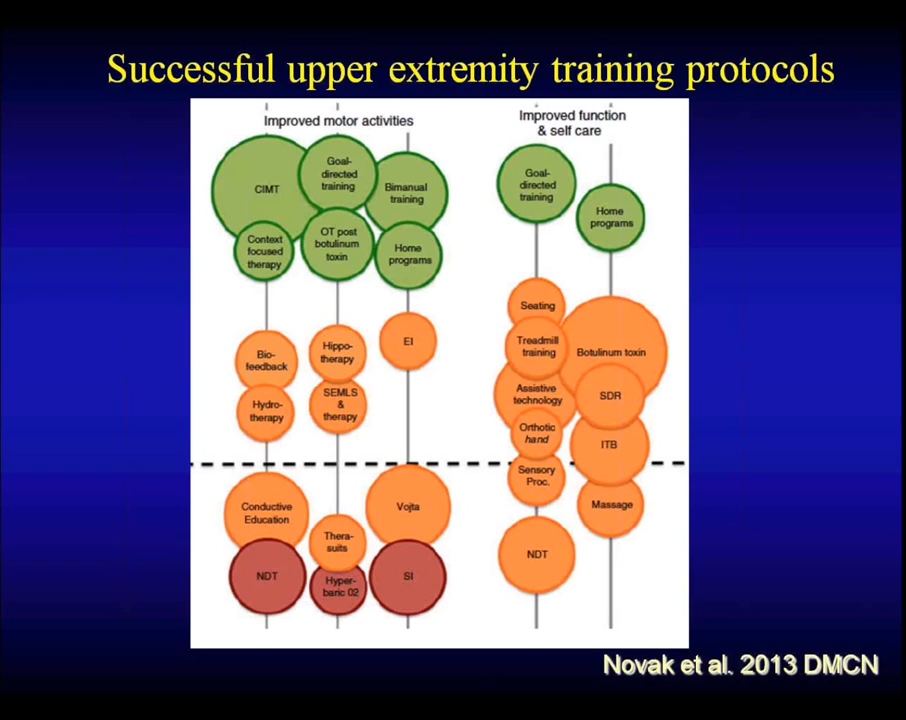 Successful upper extremity training protocols
Improved motor activities
CIMT
Goal-
directed
training
Bimanual
training
Context
focused
therapy
OT post
botulinum
toxin
Home
programs
Bio-
feedback
Hippo-
therapy
EI
Hydro-
therapy
SEMLS
&
therapy
Conductive
Education
Thera-
suits
Vojta
NDT
Hyper-
baric 02
SI
Improved function
& self care
Goal-
directed
training
Home
programs
Seating
Treadmill
training
Botulinum toxin
Assistive
technology
SDR
Orthotic
hand
ITB
Sensory
Proc.
Massage
NDT
Novak et al. 2013 DMCN